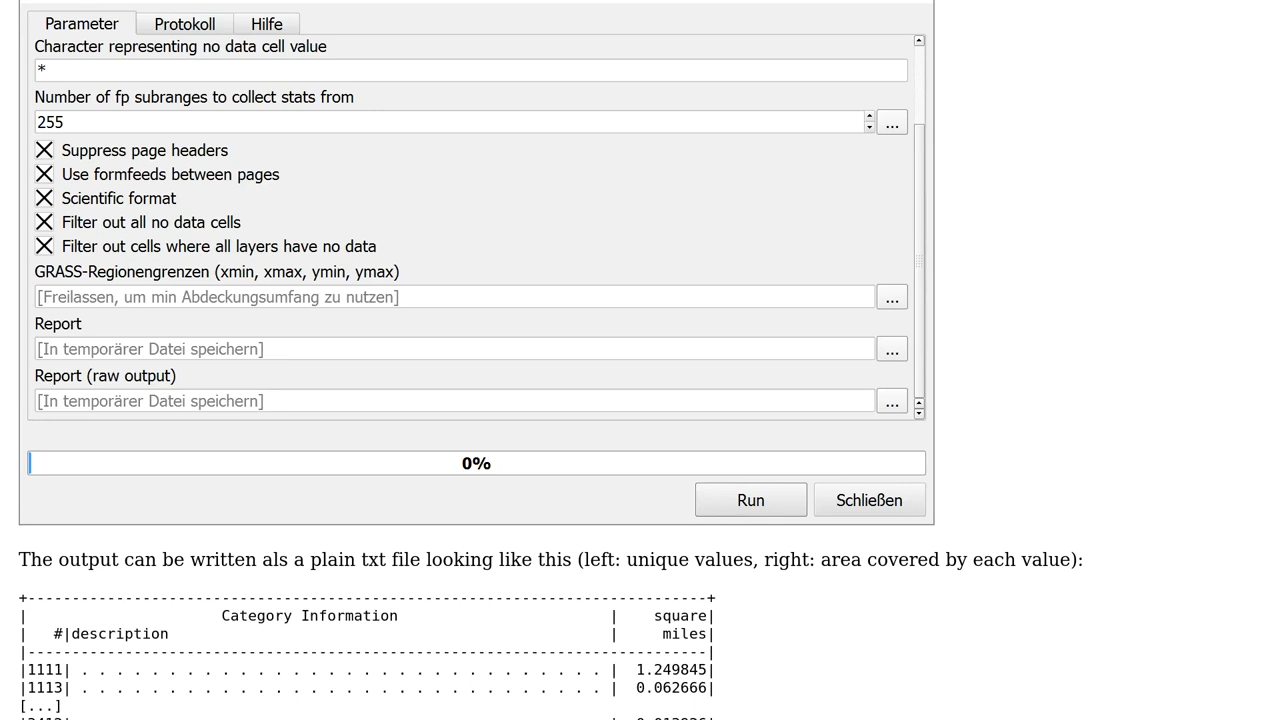 Parameter Protokoll Hilfe
Character representing no data cell value
*
Number of fp subranges to collect stats from
255 ...
Suppress page headers
Use formfeeds between pages
Scientific format
Filter out all no data cells
Filter out cells where all layers have no data
GRASS-Regionengrenzen (xmin, xmax, ymin, ymax)
[Freilassen, um min Abdeckungsumfang zu nutzen] ...
Report
[In temporärer Datei speichern] ...
Report (raw output)
[In temporärer Datei speichern] ...
0%
Run Schließen
The output can be written als a plain txt file looking like this (left: unique values, right: area covered by each value):
+-----------------------------------------------------------------------------+
|                      Category Information                        |    square|
|   #|description                                                  |     miles|
|-----------------------------------------------------------------------------|
|1111| . . . . . . . . . . . . . . . . . . . . . . . . . . . . . . |  1.249845|
|1113| . . . . . . . . . . . . . . . . . . . . . . . . . . . . . . |  0.062666|
[...]